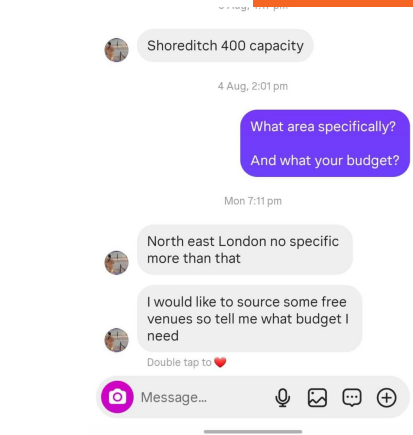 Shoreditch 400 capacity
4 Aug, 2:01 pm
What area specifically?
And what your budget?
Mon 7:11 pm
North east London no specific
more than that
I would like to source some free
venues so tell me what budget I
need
Double tap to ❤️
Message...